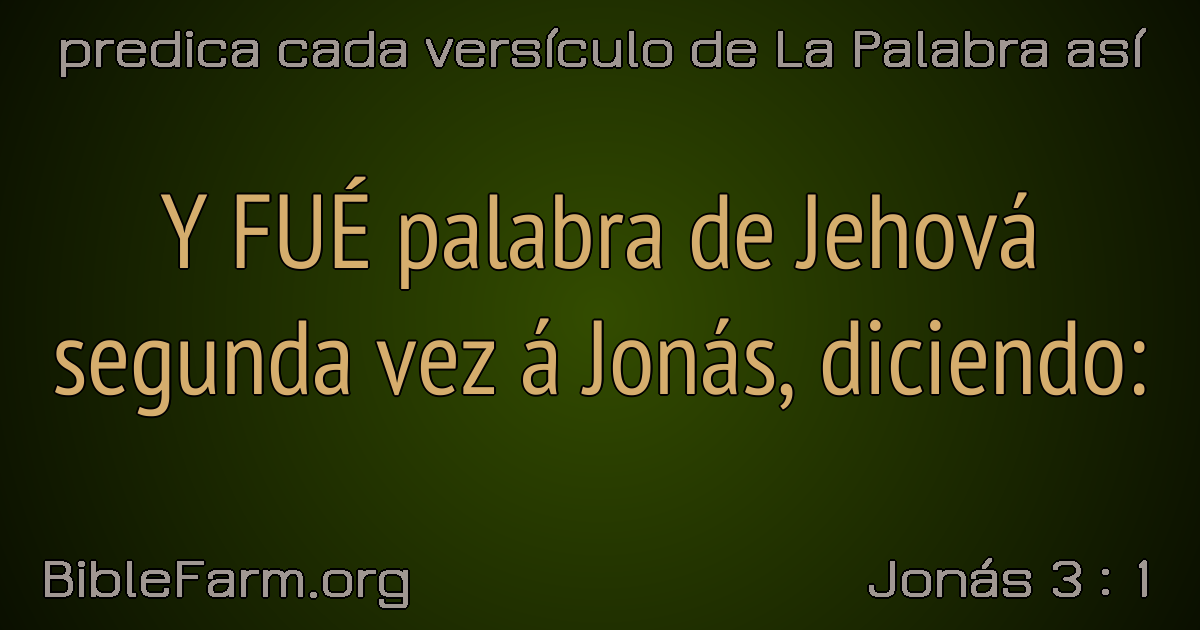 predica cada versículo de La Palabra así
Y FUÉ palabra de Jehová
segunda vez á Jonás, diciendo:
BibleFarm.org
Jonás 3 : 1